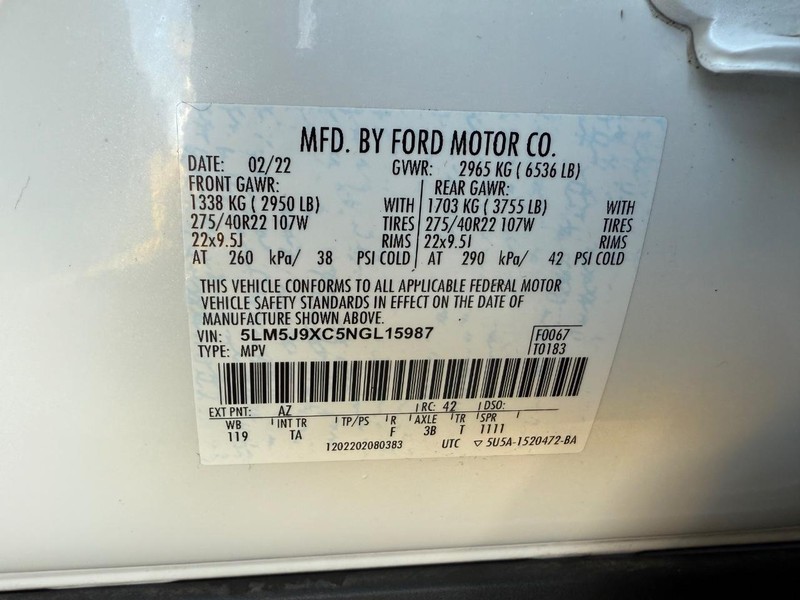 MFD. BY FORD MOTOR CO.
DATE: 02/22 GVWR: 2965 KG ( 6536 LB)
FRONT GAWR: REAR GAWR:
1338 KG ( 2950 LB) WITH 1703 KG ( 3755 LB) WITH
275/40R22 107W TIRES 275/40R22 107W TIRES
22x9.5J RIMS 22x9.5J RIMS
AT 260 kPa/ 38 PSI COLD AT 290 kPa/ 42 PSI COLD
THIS VEHICLE CONFORMS TO ALL APPLICABLE FEDERAL MOTOR
VEHICLE SAFETY STANDARDS IN EFFECT ON THE DATE OF
MANUFACTURE SHOWN ABOVE.
VIN: 5LM5J9XC5NGL15987 F0067
TYPE: MPV T0183
EXT PNT: AZ RC: 42 DSO:
WB INT TR TP/PS R AXLE TR SPR
119 TA F 3B T 1111
1202202080383 UTC ▽ 5U5A-1520472-BA